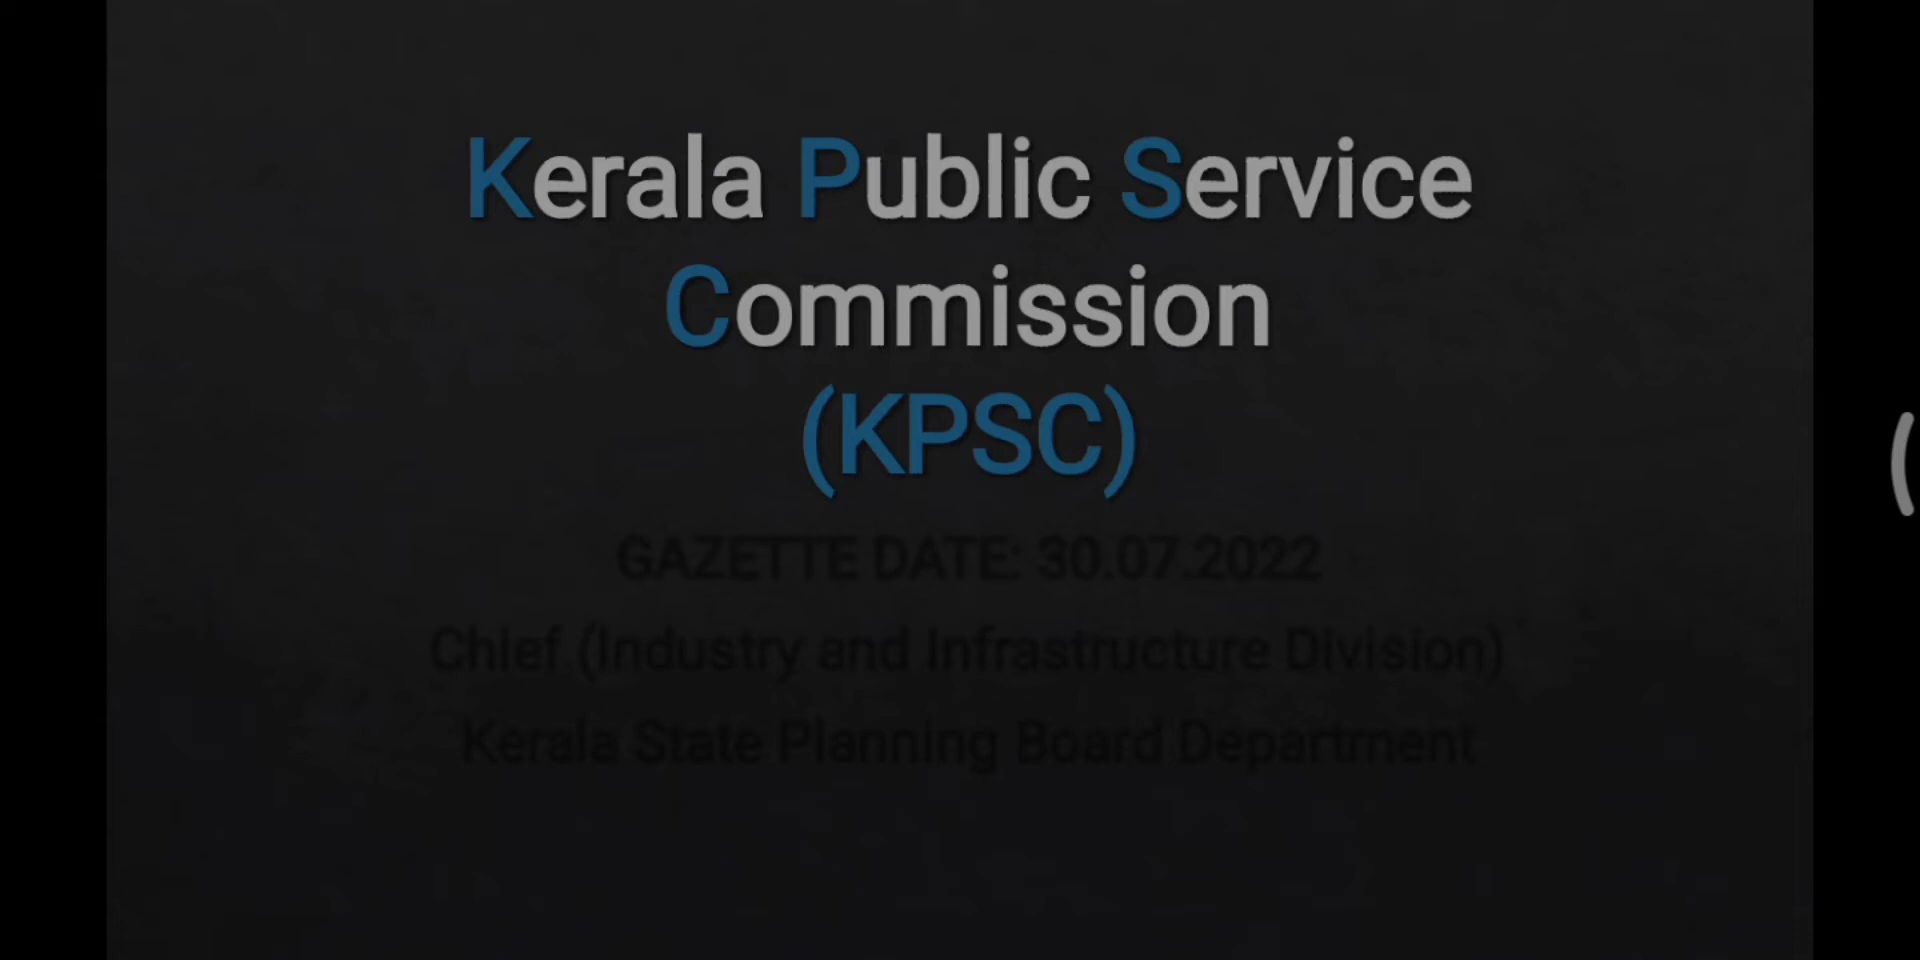 Kerala Public Service
Commission
(KPSC)
GAZETTE DATE: 30.07.2022
Chief (Industry and Infrastructure Division)
Kerala State Planning Board Department